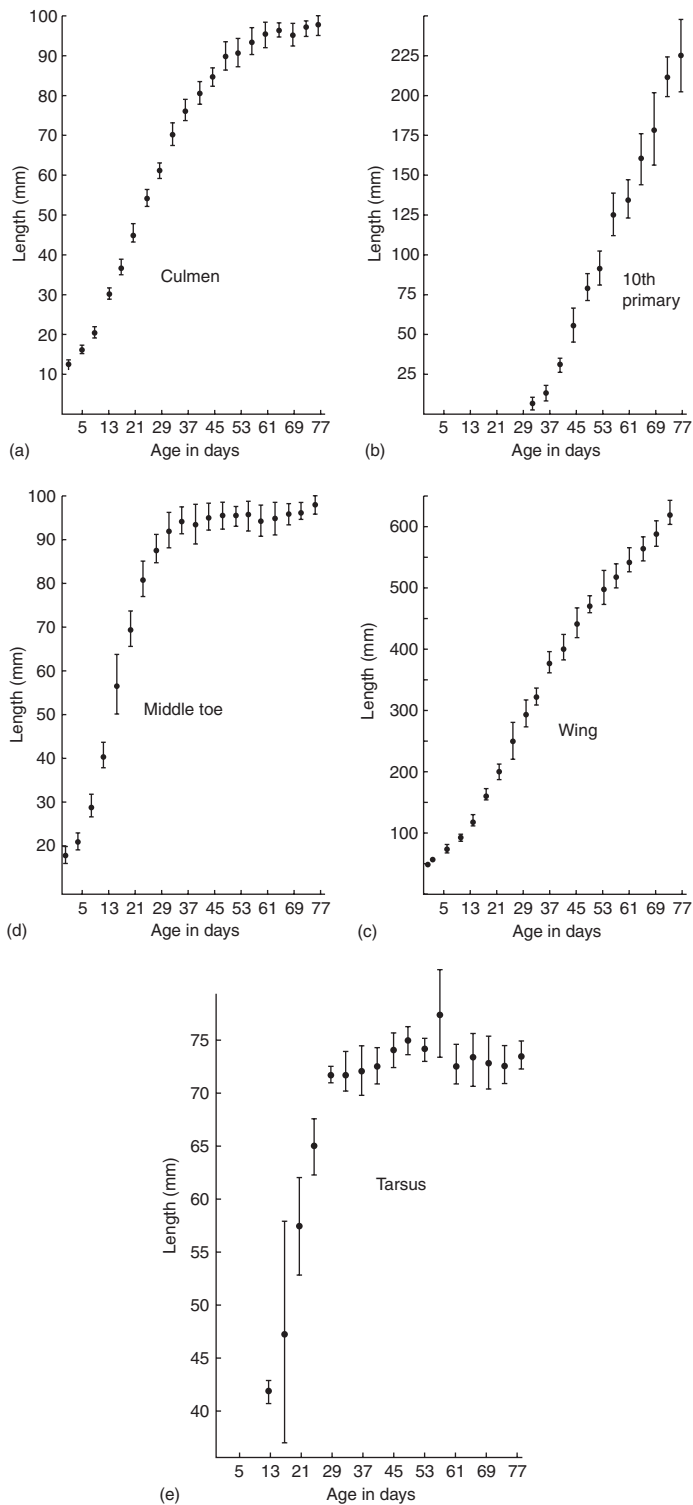 100
90
80
70
60
50
40
30
20
10
Length (mm)
Culmen
5 13 21 29 37 45 53 61 69 77
(a)
Age in days
225
200
175
150
125
100
75
50
25
Length (mm)
10th
primary
5 13 21 29 37 45 53 61 69 77
(b)
Age in days
100
90
80
70
60
50
40
30
20
Length (mm)
Middle toe
5 13 21 29 37 45 53 61 69 77
(d)
Age in days
600
500
400
300
200
100
Length (mm)
Wing
5 13 21 29 37 45 53 61 69 77
(c)
Age in days
75
70
65
60
55
50
45
40
Length (mm)
Tarsus
5 13 21 29 37 45 53 61 69 77
(e)
Age in days